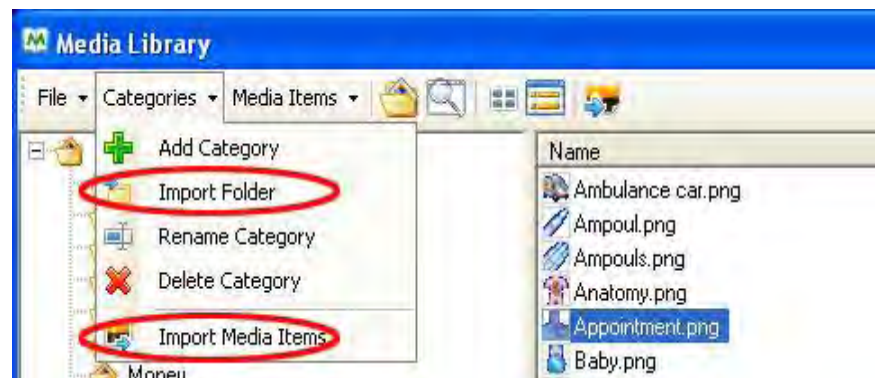 Media Library
File Categories Media Items
Add Category
Import Folder
Rename Category
Delete Category
Import Media Items
Money
Name
Ambulance car.png
Ampoul.png
Ampouls.png
Anatomy.png
Appointment.png
Baby.png